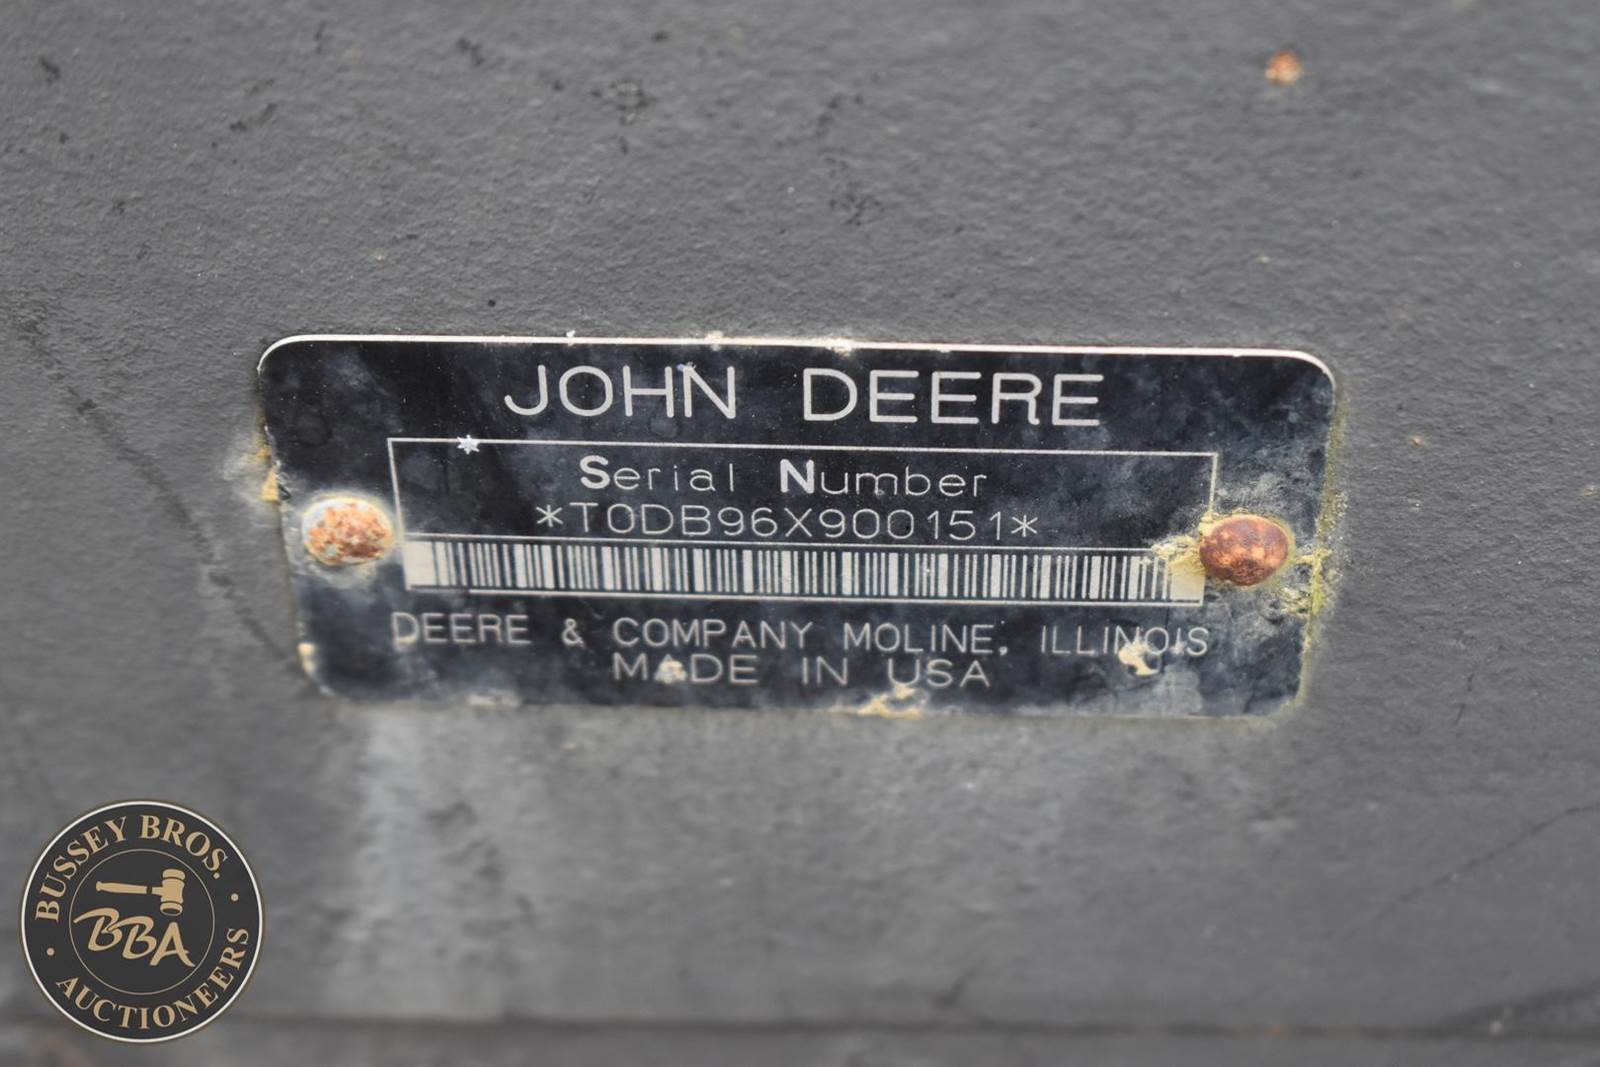 JOHN DEERE
Serial Number
*T0DB96X900151*
DEERE & COMPANY MOLINE, ILLINOIS
MADE IN USA
BUSSEY BROS.
BBA
AUCTIONEERS